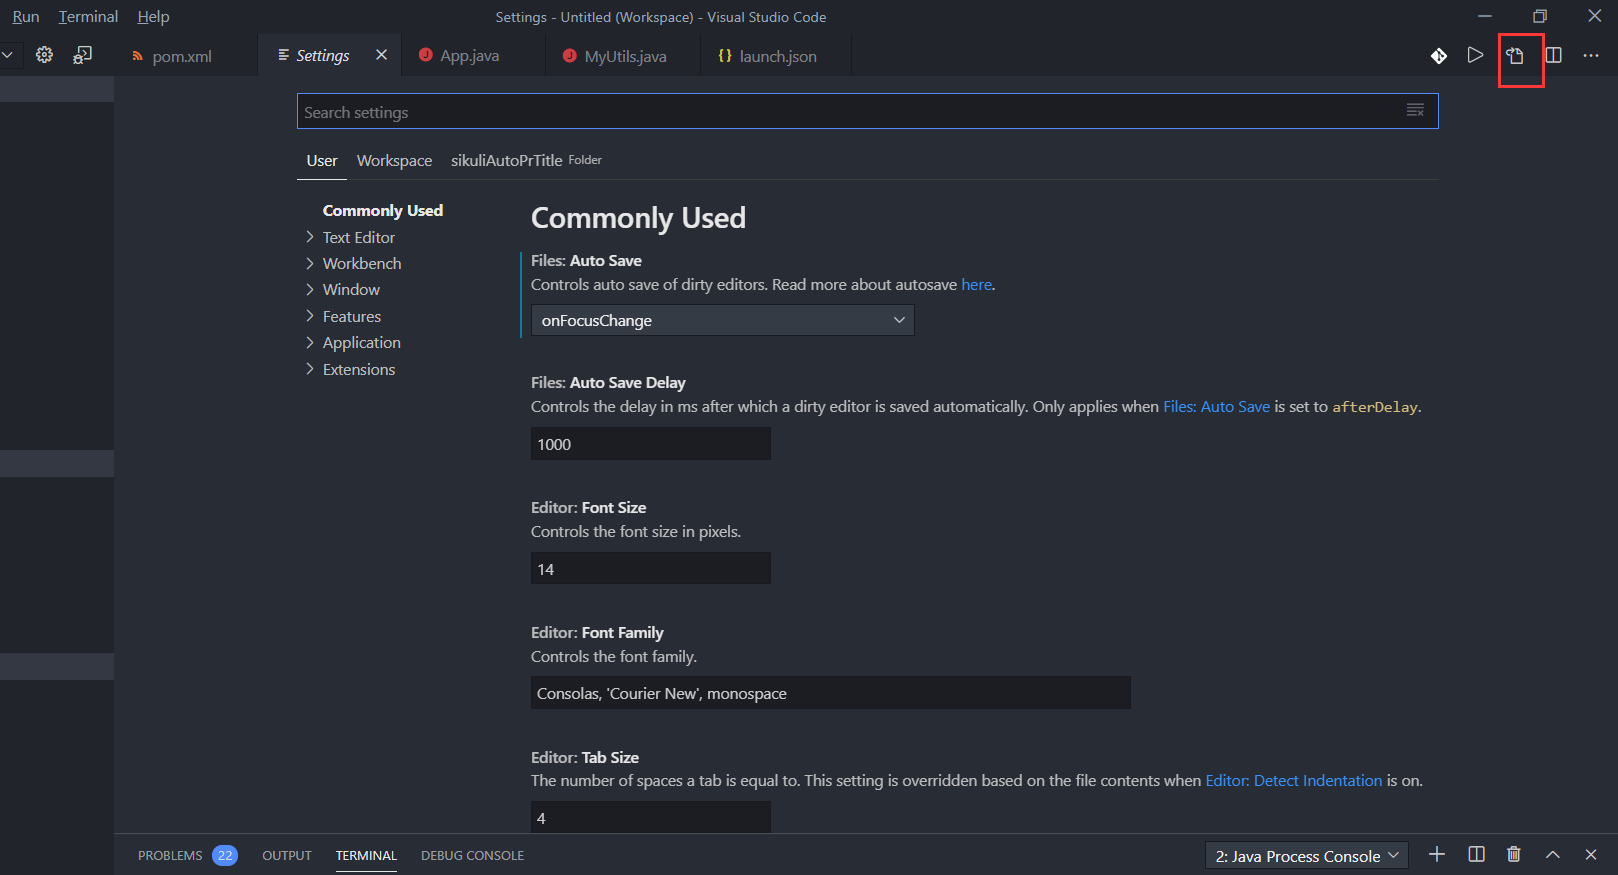 Run Terminal Help
Settings - Untitled (Workspace) - Visual Studio Code
pom.xml
Settings
App.java
MyUtils.java
launch.json
Search settings
User Workspace sikuliAutoPrTitle Folder
Commonly Used
Text Editor
Workbench
Window
Features
Application
Extensions
Commonly Used
Files: Auto Save
Controls auto save of dirty editors. Read more about autosave here.
onFocusChange
Files: Auto Save Delay
Controls the delay in ms after which a dirty editor is saved automatically. Only applies when Files: Auto Save is set to afterDelay.
1000
Editor: Font Size
Controls the font size in pixels.
14
Editor: Font Family
Controls the font family.
Consolas, 'Courier New', monospace
Editor: Tab Size
The number of spaces a tab is equal to. This setting is overridden based on the file contents when Editor: Detect Indentation is on.
4
PROBLEMS 22 OUTPUT TERMINAL DEBUG CONSOLE
2: Java Process Console